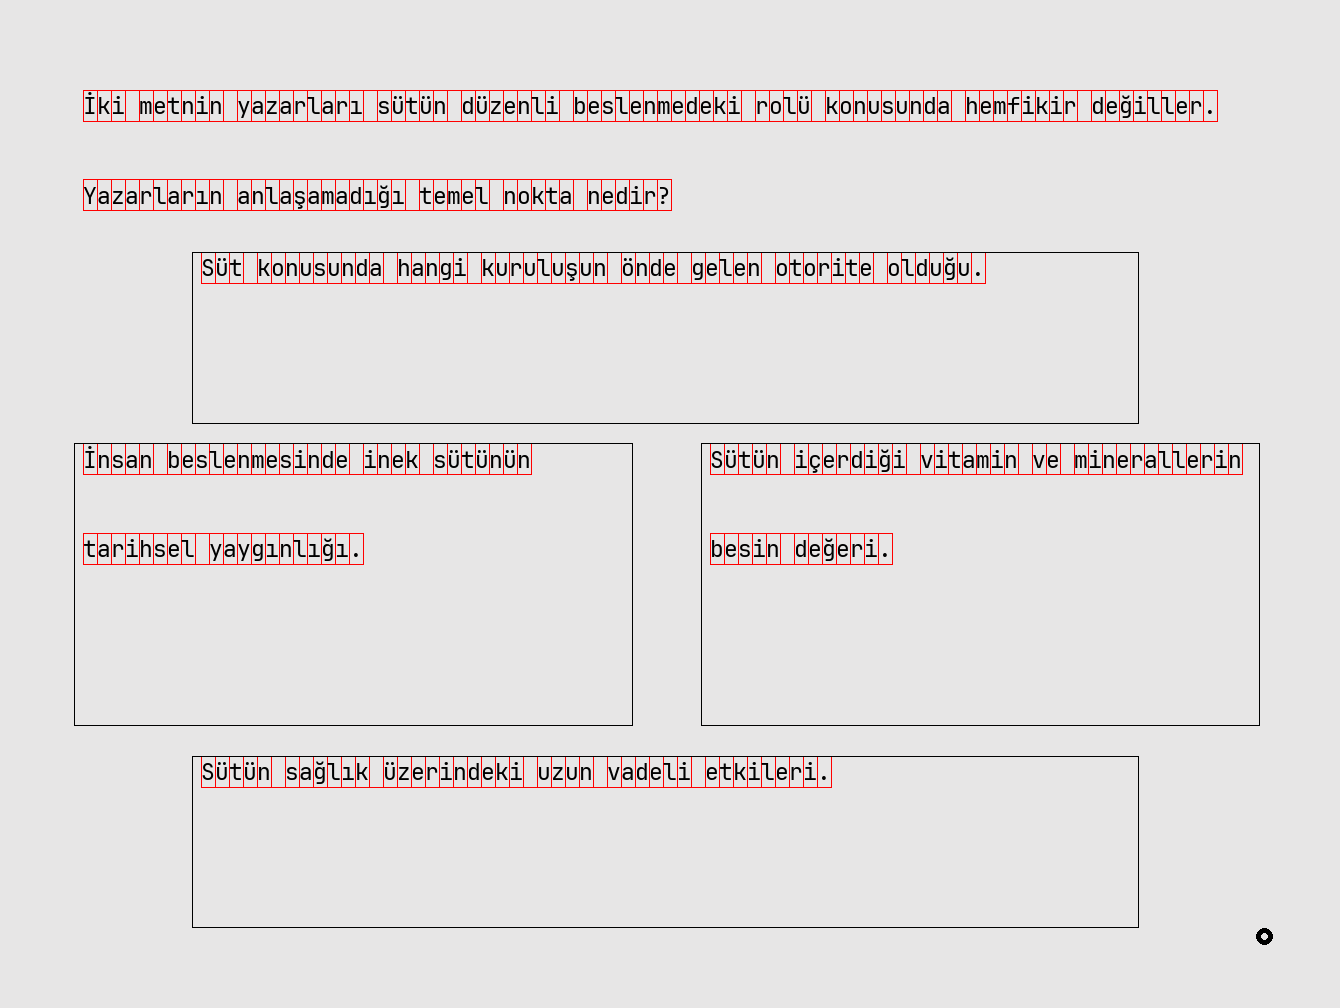 İki metnin yazarları sütün düzenli beslenmedeki rolü konusunda hemfikir değiller.
Yazarların anlaşamadığı temel nokta nedir?
Süt konusunda hangi kuruluşun önde gelen otorite olduğu.
İnsan beslenmesinde inek sütünün
tarihsel yaygınlığı.
Sütün içerdiği vitamin ve minerallerin
besin değeri.
Sütün sağlık üzerindeki uzun vadeli etkileri.